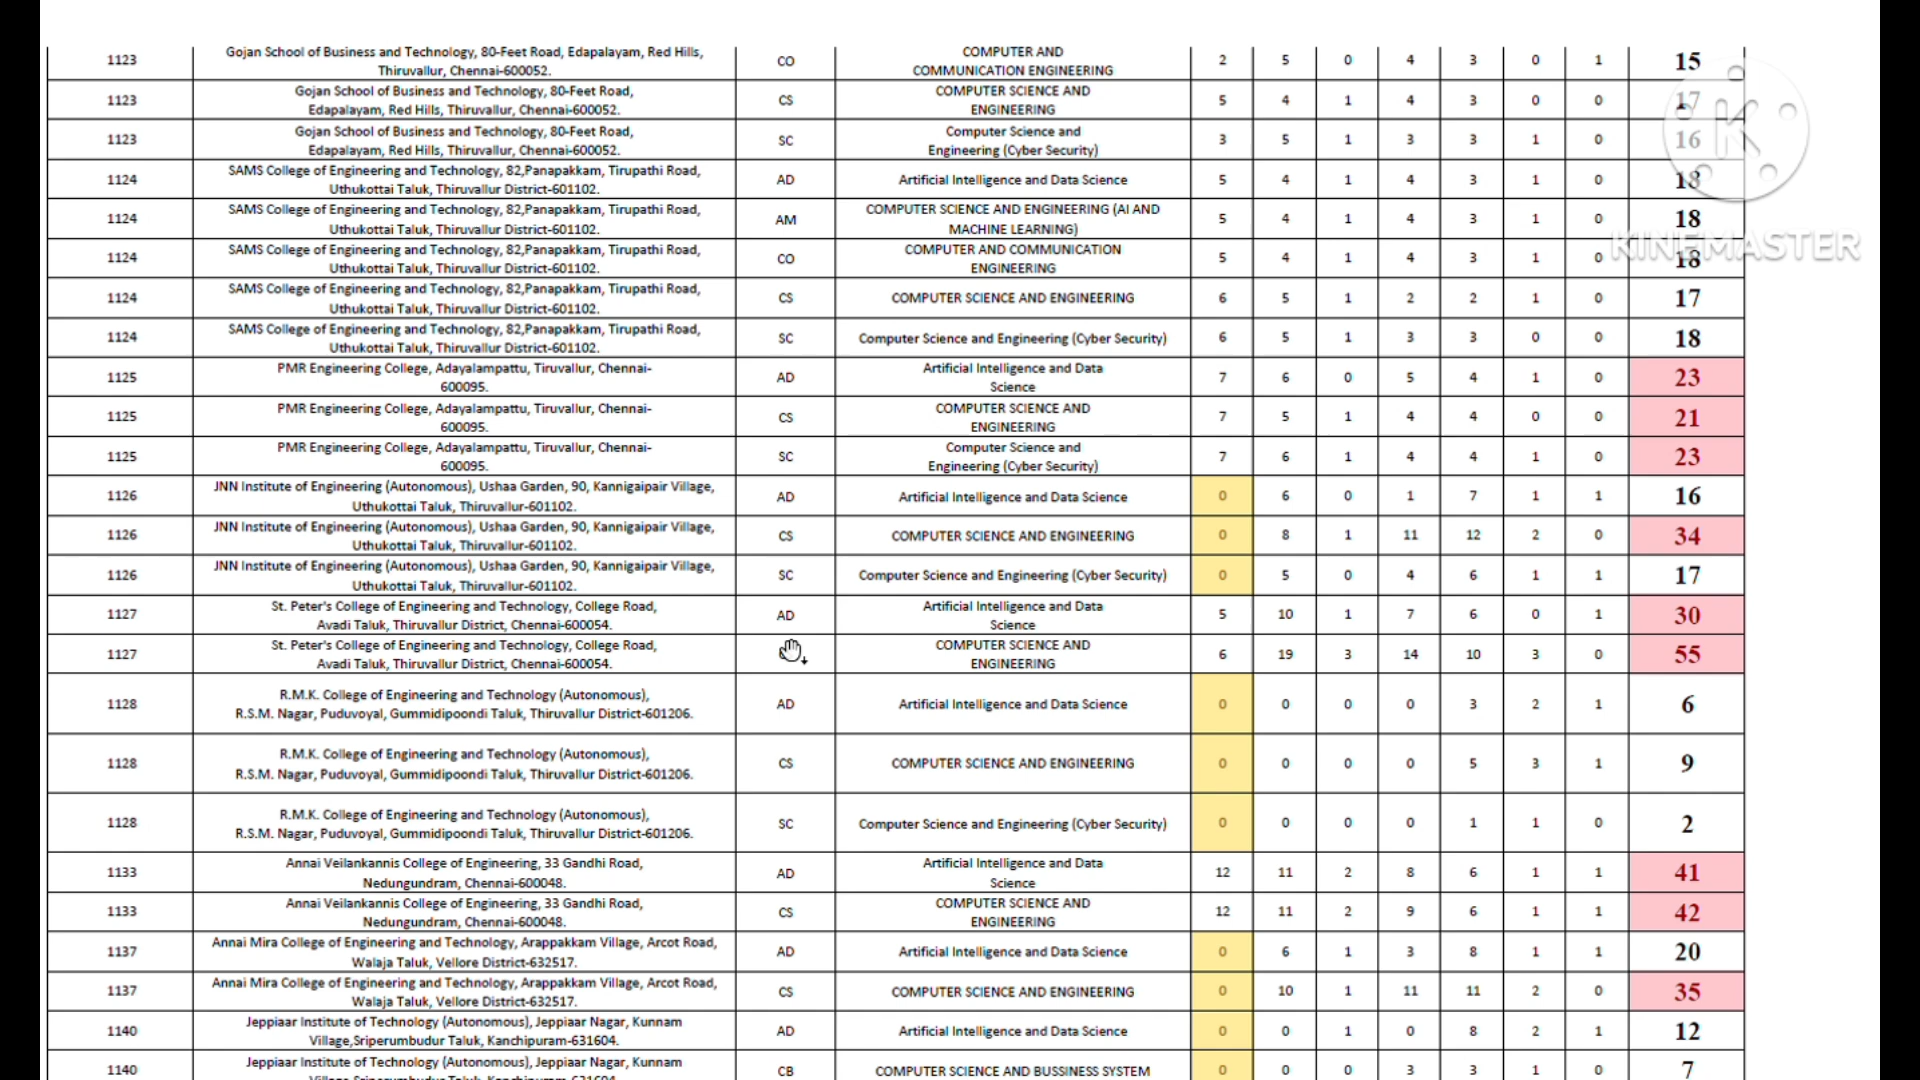 1123 Gojan School of Business and Technology, 80-Feet Road, Edapalayam, Red Hills, Thiruvallur, Chennai-600052. CO COMPUTER AND COMMUNICATION ENGINEERING 2 5 0 4 3 0 1 15
1123 Gojan School of Business and Technology, 80-Feet Road, Edapalayam, Red Hills, Thiruvallur, Chennai-600052. CS COMPUTER SCIENCE AND ENGINEERING 5 4 1 4 3 0 0 17
1123 Gojan School of Business and Technology, 80-Feet Road, Edapalayam, Red Hills, Thiruvallur, Chennai-600052. SC Computer Science and Engineering (Cyber Security) 3 5 1 3 3 1 0 16
1124 SAMS College of Engineering and Technology, 82,Panapakkam, Tirupathi Road, Uthukottai Taluk, Thiruvallur District-601102. AD Artificial Intelligence and Data Science 5 4 1 4 3 1 0 18
1124 SAMS College of Engineering and Technology, 82,Panapakkam, Tirupathi Road, Uthukottai Taluk, Thiruvallur District-601102. AM COMPUTER SCIENCE AND ENGINEERING (AI AND MACHINE LEARNING) 5 4 1 4 3 1 0 18
1124 SAMS College of Engineering and Technology, 82,Panapakkam, Tirupathi Road, Uthukottai Taluk, Thiruvallur District-601102. CO COMPUTER AND COMMUNICATION ENGINEERING 5 4 1 4 3 1 0 18
KINEMASTER
1124 SAMS College of Engineering and Technology, 82,Panapakkam, Tirupathi Road, Uthukottai Taluk, Thiruvallur District-601102. CS COMPUTER SCIENCE AND ENGINEERING 6 5 1 2 2 1 0 17
1124 SAMS College of Engineering and Technology, 82,Panapakkam, Tirupathi Road, Uthukottai Taluk, Thiruvallur District-601102. SC Computer Science and Engineering (Cyber Security) 6 5 1 3 3 0 0 18
1125 PMR Engineering College, Adayalampattu, Tiruvallur, Chennai-600095. AD Artificial Intelligence and Data Science 7 6 0 5 4 1 0 23
1125 PMR Engineering College, Adayalampattu, Tiruvallur, Chennai-600095. CS COMPUTER SCIENCE AND ENGINEERING 7 5 1 4 4 0 0 21
1125 PMR Engineering College, Adayalampattu, Tiruvallur, Chennai-600095. SC Computer Science and Engineering (Cyber Security) 7 6 1 4 4 1 0 23
1126 JNN Institute of Engineering (Autonomous), Ushaa Garden, 90, Kannigaipair Village, Uthukottai Taluk, Thiruvallur-601102. AD Artificial Intelligence and Data Science 0 6 0 1 7 1 1 16
1126 JNN Institute of Engineering (Autonomous), Ushaa Garden, 90, Kannigaipair Village, Uthukottai Taluk, Thiruvallur-601102. CS COMPUTER SCIENCE AND ENGINEERING 0 8 1 11 12 2 0 34
1126 JNN Institute of Engineering (Autonomous), Ushaa Garden, 90, Kannigaipair Village, Uthukottai Taluk, Thiruvallur-601102. SC Computer Science and Engineering (Cyber Security) 0 5 0 4 6 1 1 17
1127 St. Peter's College of Engineering and Technology, College Road, Avadi Taluk, Thiruvallur District, Chennai-600054. AD Artificial Intelligence and Data Science 5 10 1 7 6 0 1 30
1127 St. Peter's College of Engineering and Technology, College Road, Avadi Taluk, Thiruvallur District, Chennai-600054. COMPUTER SCIENCE AND ENGINEERING 6 19 3 14 10 3 0 55
1128 R.M.K. College of Engineering and Technology (Autonomous), R.S.M. Nagar, Puduvoyal, Gummidipoondi Taluk, Thiruvallur District-601206. AD Artificial Intelligence and Data Science 0 0 0 0 3 2 1 6
1128 R.M.K. College of Engineering and Technology (Autonomous), R.S.M. Nagar, Puduvoyal, Gummidipoondi Taluk, Thiruvallur District-601206. CS COMPUTER SCIENCE AND ENGINEERING 0 0 0 0 5 3 1 9
1128 R.M.K. College of Engineering and Technology (Autonomous), R.S.M. Nagar, Puduvoyal, Gummidipoondi Taluk, Thiruvallur District-601206. SC Computer Science and Engineering (Cyber Security) 0 0 0 0 1 1 0 2
1133 Annai Veilankannis College of Engineering, 33 Gandhi Road, Nedungundram, Chennai-600048. AD Artificial Intelligence and Data Science 12 11 2 8 6 1 1 41
1133 Annai Veilankannis College of Engineering, 33 Gandhi Road, Nedungundram, Chennai-600048. CS COMPUTER SCIENCE AND ENGINEERING 12 11 2 9 6 1 1 42
1137 Annai Mira College of Engineering and Technology, Arappakkam Village, Arcot Road, Walaja Taluk, Vellore District-632517. AD Artificial Intelligence and Data Science 0 6 1 3 8 1 1 20
1137 Annai Mira College of Engineering and Technology, Arappakkam Village, Arcot Road, Walaja Taluk, Vellore District-632517. CS COMPUTER SCIENCE AND ENGINEERING 0 10 1 11 11 2 0 35
1140 Jeppiaar Institute of Technology (Autonomous), Jeppiaar Nagar, Kunnam Village,Sriperumbudur Taluk, Kanchipuram-631604. AD Artificial Intelligence and Data Science 0 0 1 0 8 2 1 12
1140 Jeppiaar Institute of Technology (Autonomous), Jeppiaar Nagar, Kunnam CB COMPUTER SCIENCE AND BUSSINESS SYSTEM 0 0 0 3 3 1 0 7